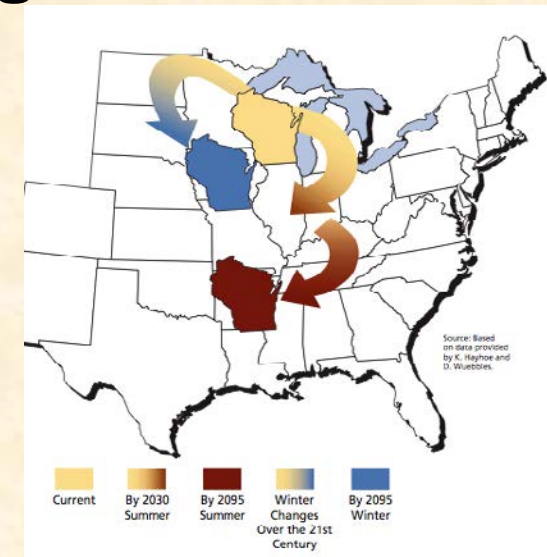 Source: Based
on data provided
by K. Hayhoe and
D. Wuebbles.
Current
By 2030
Summer
By 2095
Summer
Winter
Changes
Over the 21st
Century
By 2095
Winter